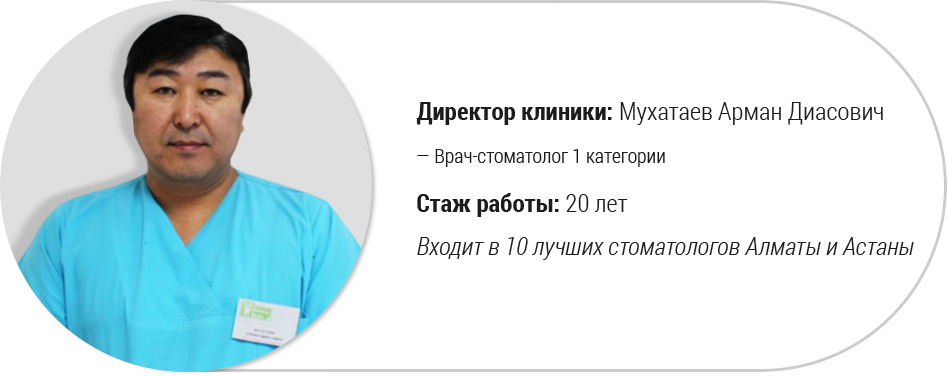 Директор клиники: Мухатаев Арман Диасович
— Врач-стоматолог 1 категории
Стаж работы: 20 лет
Входит в 10 лучших стоматологов Алматы и Астаны